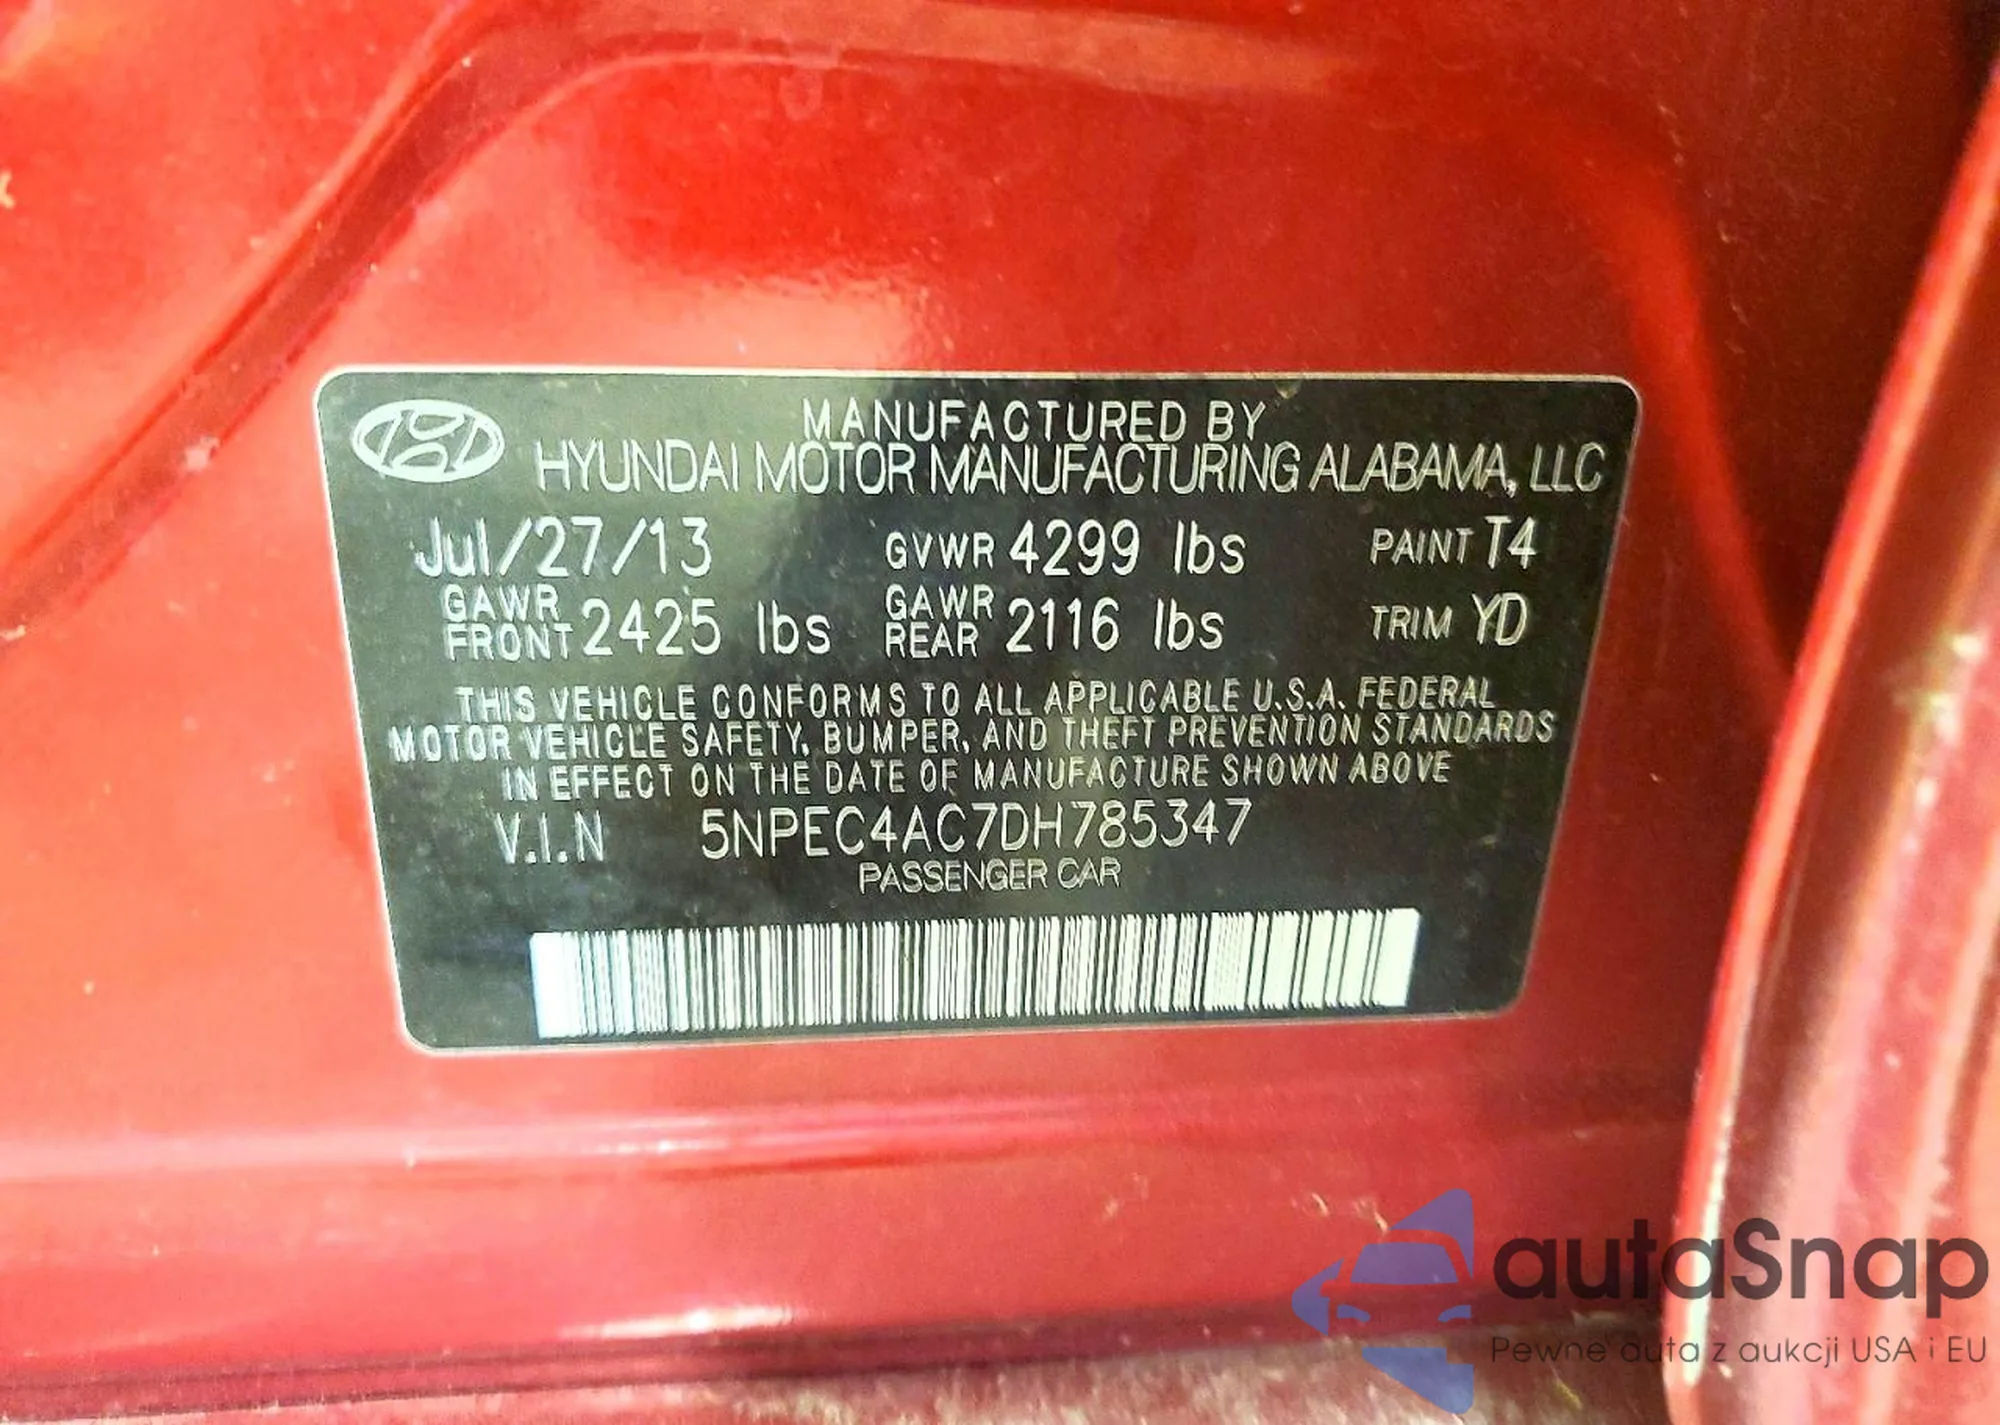 MANUFACTURED BY
HYUNDAI MOTOR MANUFACTURING ALABAMA, LLC
Jul/27/13 GVWR 4299 lbs PAINT T4
GAWR FRONT 2425 lbs GAWR REAR 2116 lbs TRIM YD
THIS VEHICLE CONFORMS TO ALL APPLICABLE U.S.A. FEDERAL
MOTOR VEHICLE SAFETY, BUMPER, AND THEFT PREVENTION STANDARDS
IN EFFECT ON THE DATE OF MANUFACTURE SHOWN ABOVE
V.I.N 5NPEC4AC7DH785347
PASSENGER CAR
autaSnap
Pewne auta z aukcji USA i EU